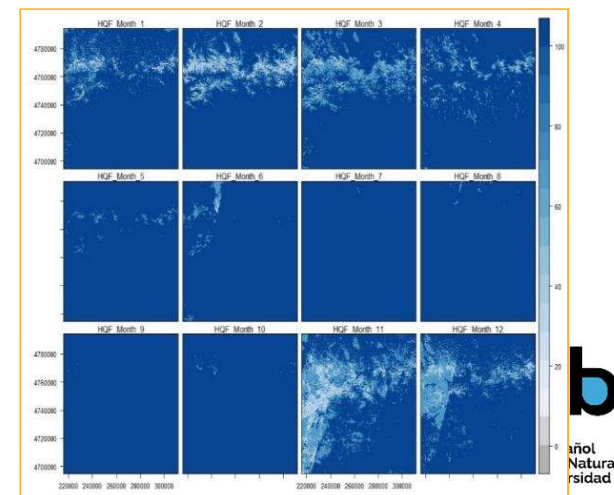 HQF_Month_1 HQF_Month_2 HQF_Month_3 HQF_Month_4
4780000
4760000
4720000
4700000
100
80
60
40
20
0
HQF_Month_5 HQF_Month_6 HQF_Month_7 HQF_Month_8
HQF_Month_9 HQF_Month_10 HQF_Month_11 HQF_Month_12
4780000
4760000
4740000
4720000
4700000
220000 240000 260000 280000 300000 220000 240000 260000 280000 300000
b
añol
Natura
rsidad